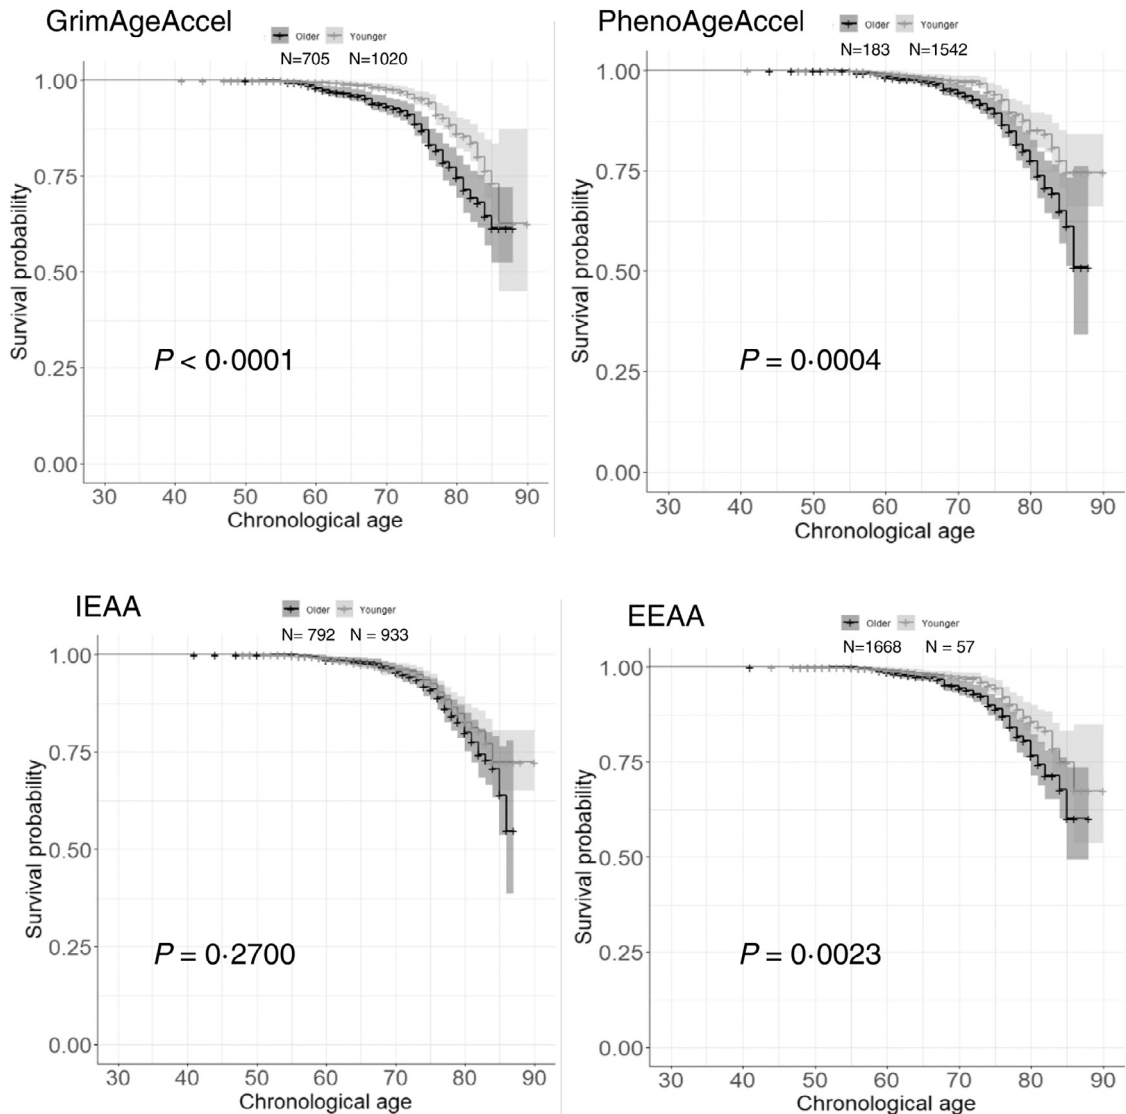 GrimAgeAccel
Older Younger
N=705 N=1020
1.00
0.75
0.50
0.25
0.00
Survival probability
P < 0·0001
30 40 50 60 70 80 90
Chronological age
PhenoAgeAccel
Older Younger
N=183 N=1542
1.00
0.75
0.50
0.25
0.00
Survival probability
P = 0·0004
30 40 50 60 70 80 90
Chronological age
IEAA
Older Younger
N= 792 N = 933
1.00
0.75
0.50
0.25
0.00
Survival probability
P = 0·2700
30 40 50 60 70 80 90
Chronological age
EEAA
Older Younger
N=1668 N = 57
1.00
0.75
0.50
0.25
0.00
Survival probability
P = 0·0023
30 40 50 60 70 80 90
Chronological age